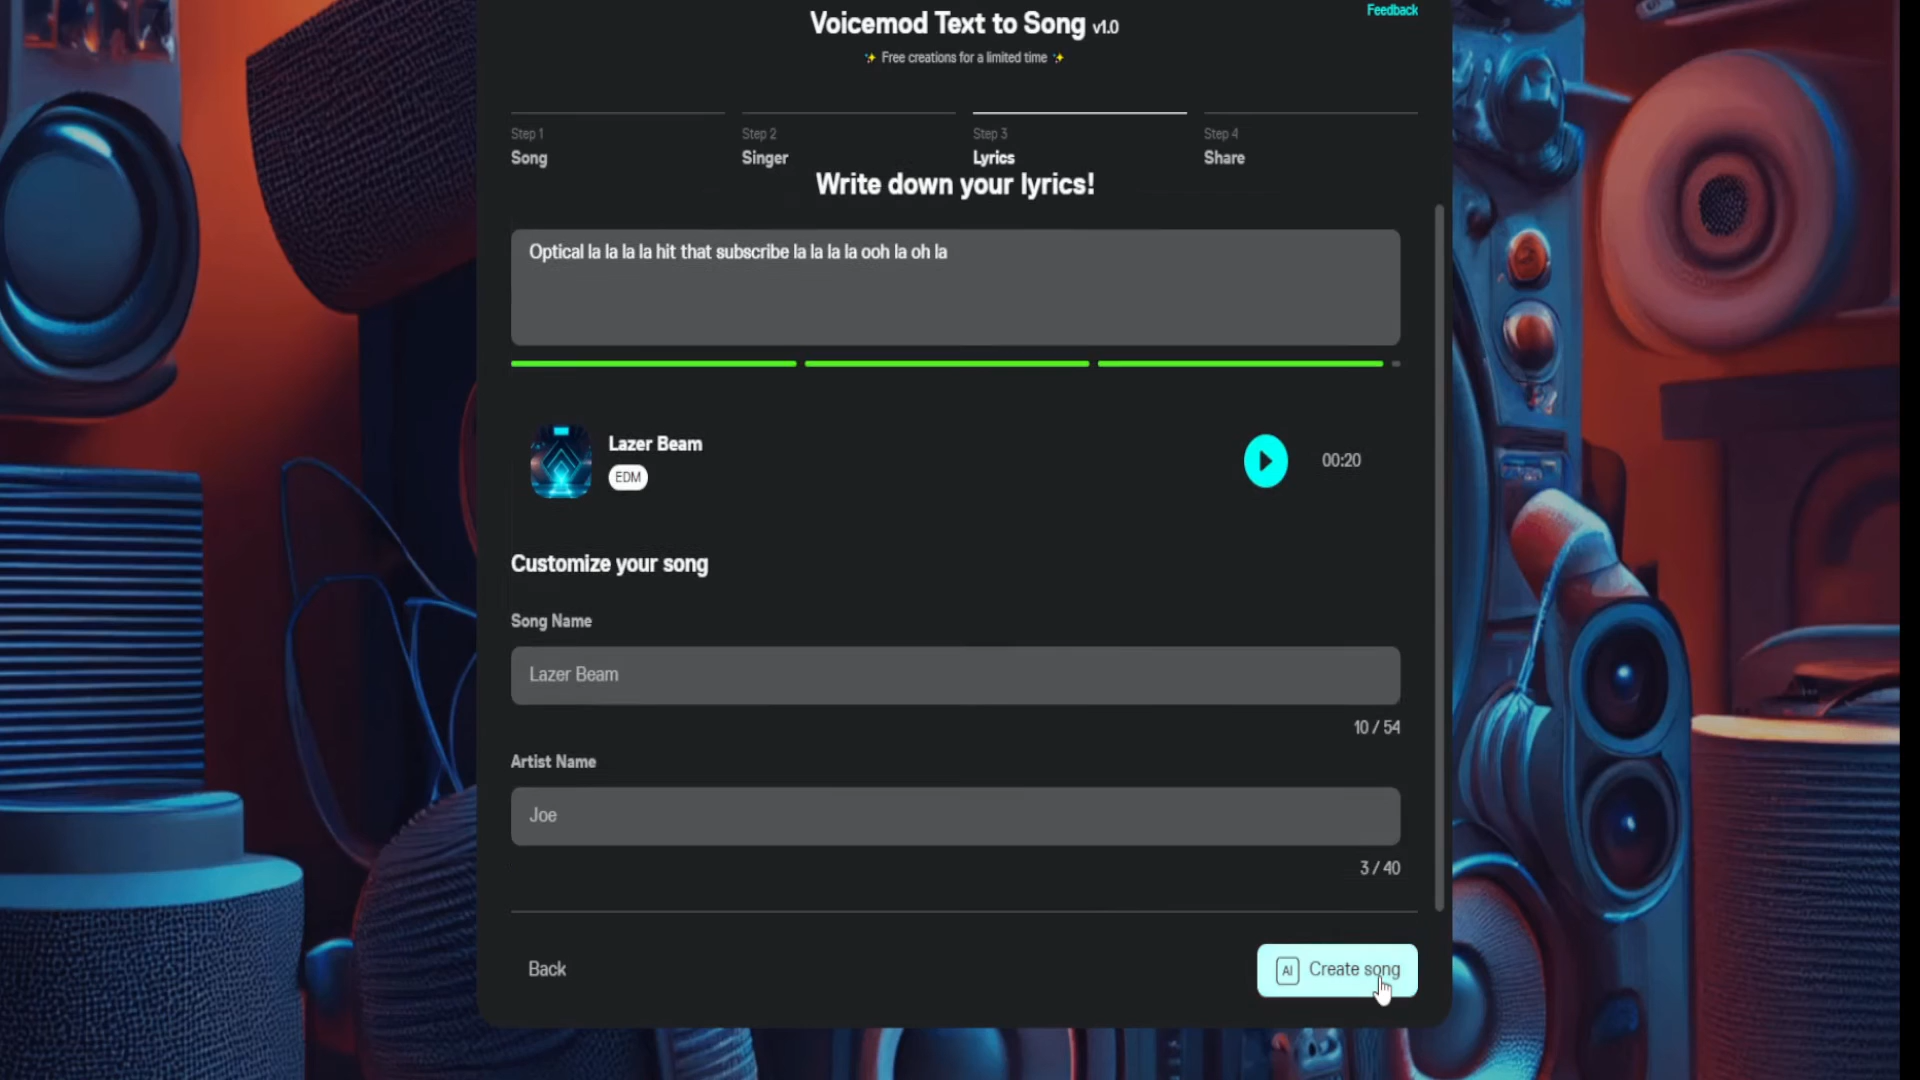 Feedback
Voicemod Text to Song v1.0
Free creations for a limited time
Step 1
Song
Step 2
Singer
Step 3
Lyrics
Step 4
Share
Write down your lyrics!
Optical la la la la hit that subscribe la la la la ooh la oh la
Lazer Beam
EDM
00:20
Customize your song
Song Name
Lazer Beam
10 / 54
Artist Name
Joe
3 / 40
Back
AI Create song